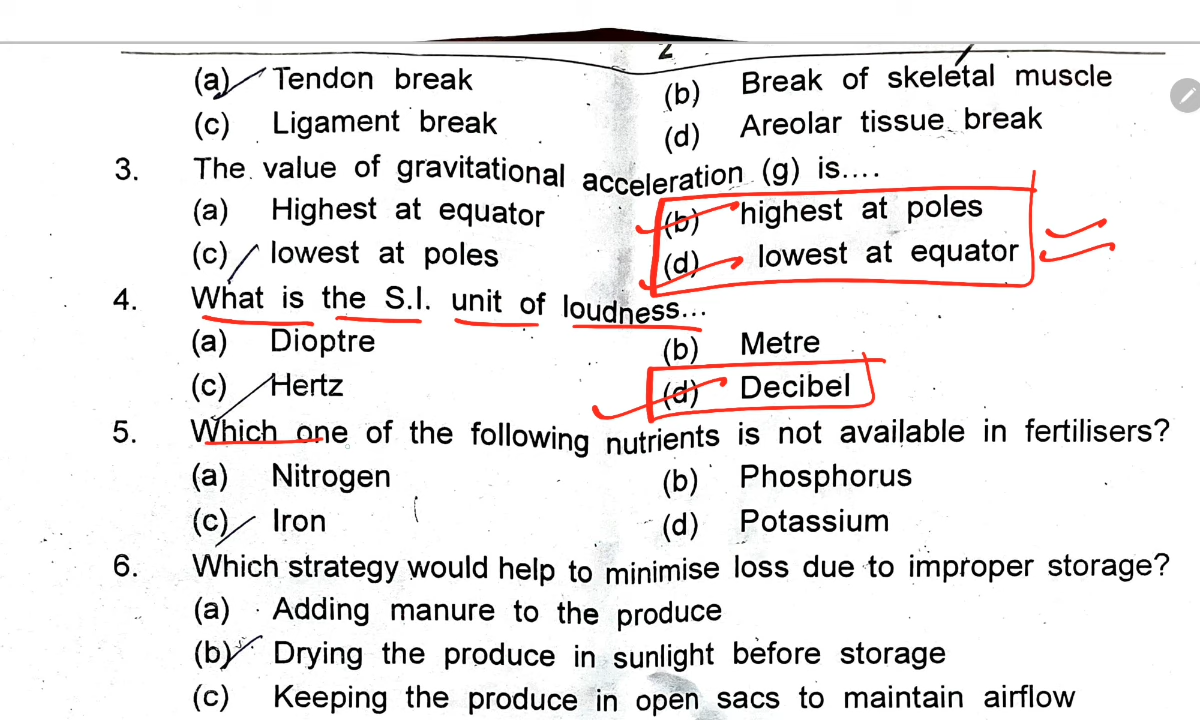 (a) Tendon break (b) Break of skeletal muscle
(c) Ligament break (d) Areolar tissue break
3. The value of gravitational acceleration (g) is....
(a) Highest at equator (b) highest at poles
(c) lowest at poles (d) lowest at equator
4. What is the S.I. unit of loudness...
(a) Dioptre (b) Metre
(c) Hertz (d) Decibel
5. Which one of the following nutrients is not available in fertilisers?
(a) Nitrogen (b) Phosphorus
(c) Iron (d) Potassium
6. Which strategy would help to minimise loss due to improper storage?
(a) Adding manure to the produce
(b) Drying the produce in sunlight before storage
(c) Keeping the produce in open sacs to maintain airflow